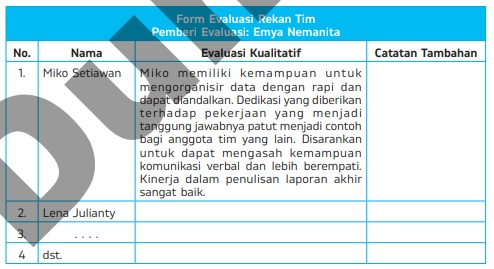 Form Evaluasi Rekan Tim
Pemberi Evaluasi: Emya Nemanita
No. Nama Evaluasi Kualitatif Catatan Tambahan
1. Miko Setiawan Miko memiliki kemampuan untuk
mengorganisir data dengan rapi dan
dapat diandalkan. Dedikasi yang diberikan
terhadap pekerjaan yang menjadi
tanggung jawabnya patut menjadi contoh
bagi anggota tim yang lain. Disarankan
untuk dapat mengasah kemampuan
komunikasi verbal dan lebih berempati.
Kinerja dalam penulisan laporan akhir
sangat baik.
2. Lena Julianty
3. . . . .
4 dst.